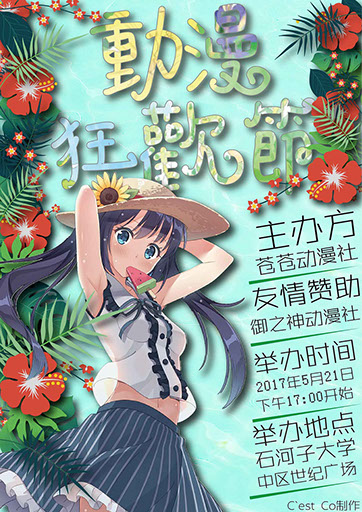 動漫
狂歡節
主办方
苍苍动漫社
友情赞助
御之神动漫社
举办时间
2017年5月21日
下午17:00开始
举办地点
石河子大学
中区世纪广场
C`est Co制作